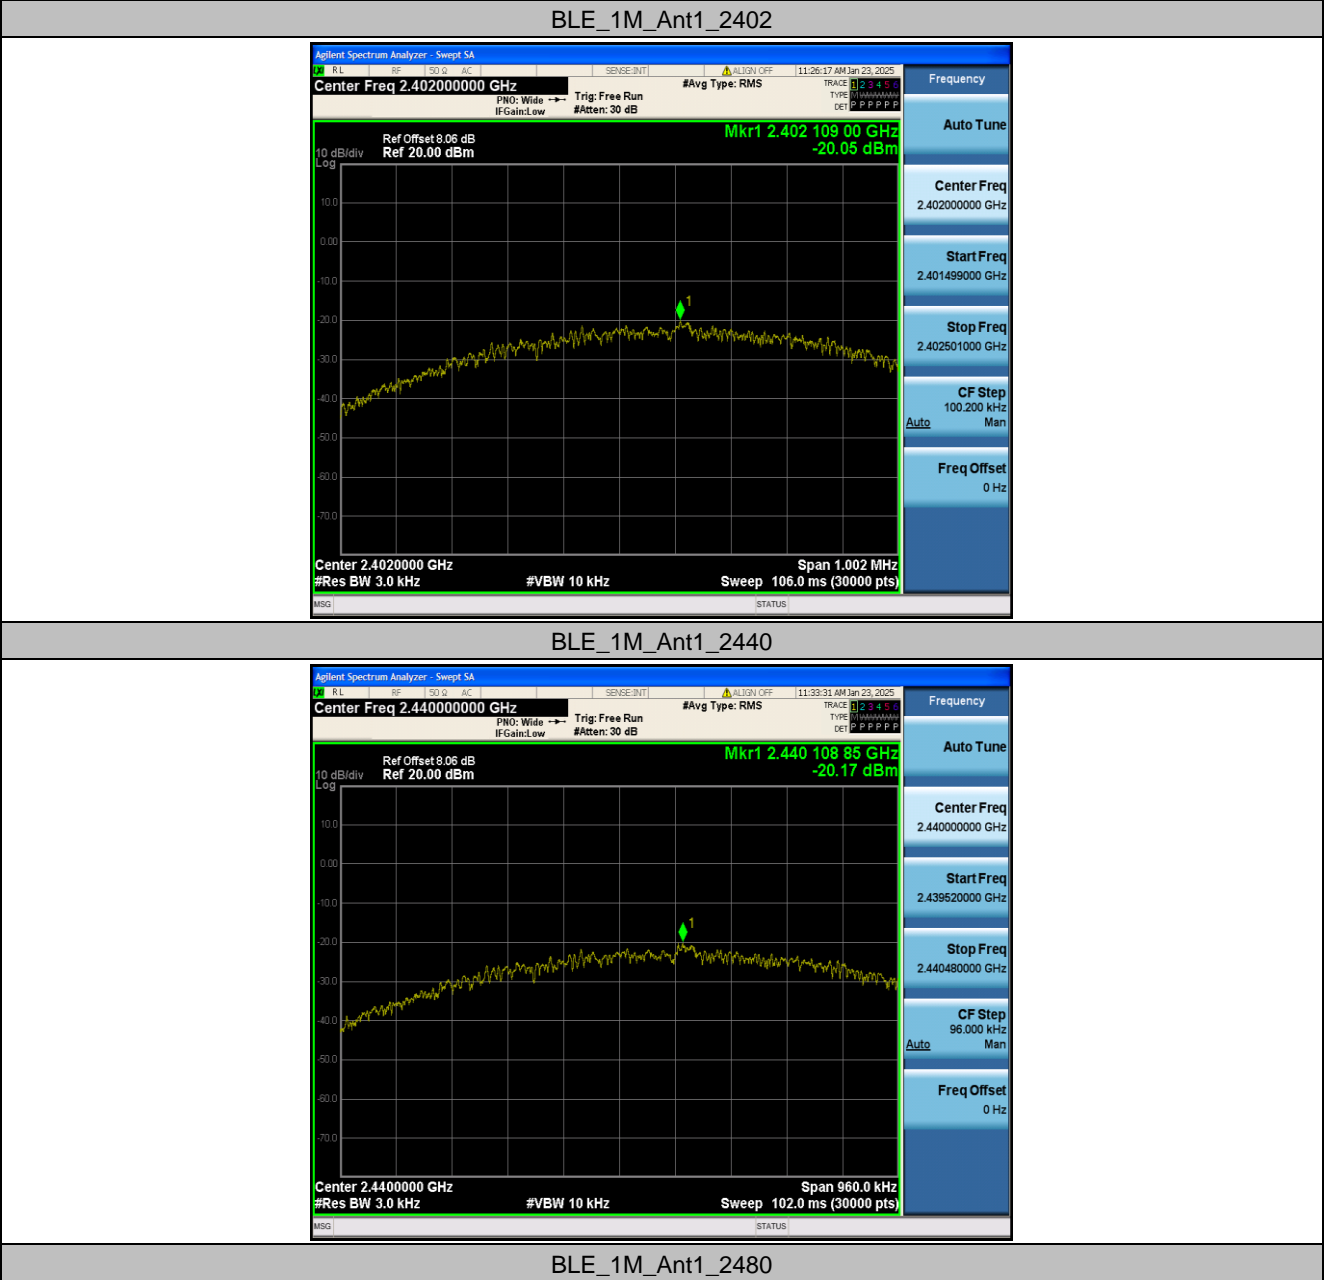 BLE_1M_Ant1_2402
Agilent Spectrum Analyzer - Swept SA
RL RF 50 Ω AC SENSE:INT ALIGN OFF 11:26:17 AM Jan 23, 2025
Center Freq 2.402000000 GHz #Avg Type: RMS TRACE 1 2 3 4 5 6
PNO: Wide Trig: Free Run TYPE M W W W W W
IFGain:Low #Atten: 30 dB DET P P P P P P
Frequency
Auto Tune
Center Freq
2.402000000 GHz
Start Freq
2.401499000 GHz
Stop Freq
2.402501000 GHz
CF Step
100.200 kHz
Auto Man
Freq Offset
0 Hz
Mkr1 2.402 109 00 GHz
-20.05 dBm
Ref Offset 8.06 dB
10 dB/div Ref 20.00 dBm
Log
10.0
0.00
1
-10.0
-20.0
-30.0
-40.0
-50.0
-60.0
-70.0
Center 2.4020000 GHz Span 1.002 MHz
#Res BW 3.0 kHz #VBW 10 kHz Sweep 106.0 ms (30000 pts)
MSG STATUS
BLE_1M_Ant1_2440
Agilent Spectrum Analyzer - Swept SA
RL RF 50 Ω AC SENSE:INT ALIGN OFF 11:33:31 AM Jan 23, 2025
Center Freq 2.440000000 GHz #Avg Type: RMS TRACE 1 2 3 4 5 6
PNO: Wide Trig: Free Run TYPE M W W W W W
IFGain:Low #Atten: 30 dB DET P P P P P P
Frequency
Auto Tune
Center Freq
2.440000000 GHz
Start Freq
2.439520000 GHz
Stop Freq
2.440480000 GHz
CF Step
96.000 kHz
Auto Man
Freq Offset
0 Hz
Mkr1 2.440 108 85 GHz
-20.17 dBm
Ref Offset 8.06 dB
10 dB/div Ref 20.00 dBm
Log
10.0
0.00
1
-10.0
-20.0
-30.0
-40.0
-50.0
-60.0
-70.0
Center 2.4400000 GHz Span 960.0 kHz
#Res BW 3.0 kHz #VBW 10 kHz Sweep 102.0 ms (30000 pts)
MSG STATUS
BLE_1M_Ant1_2480